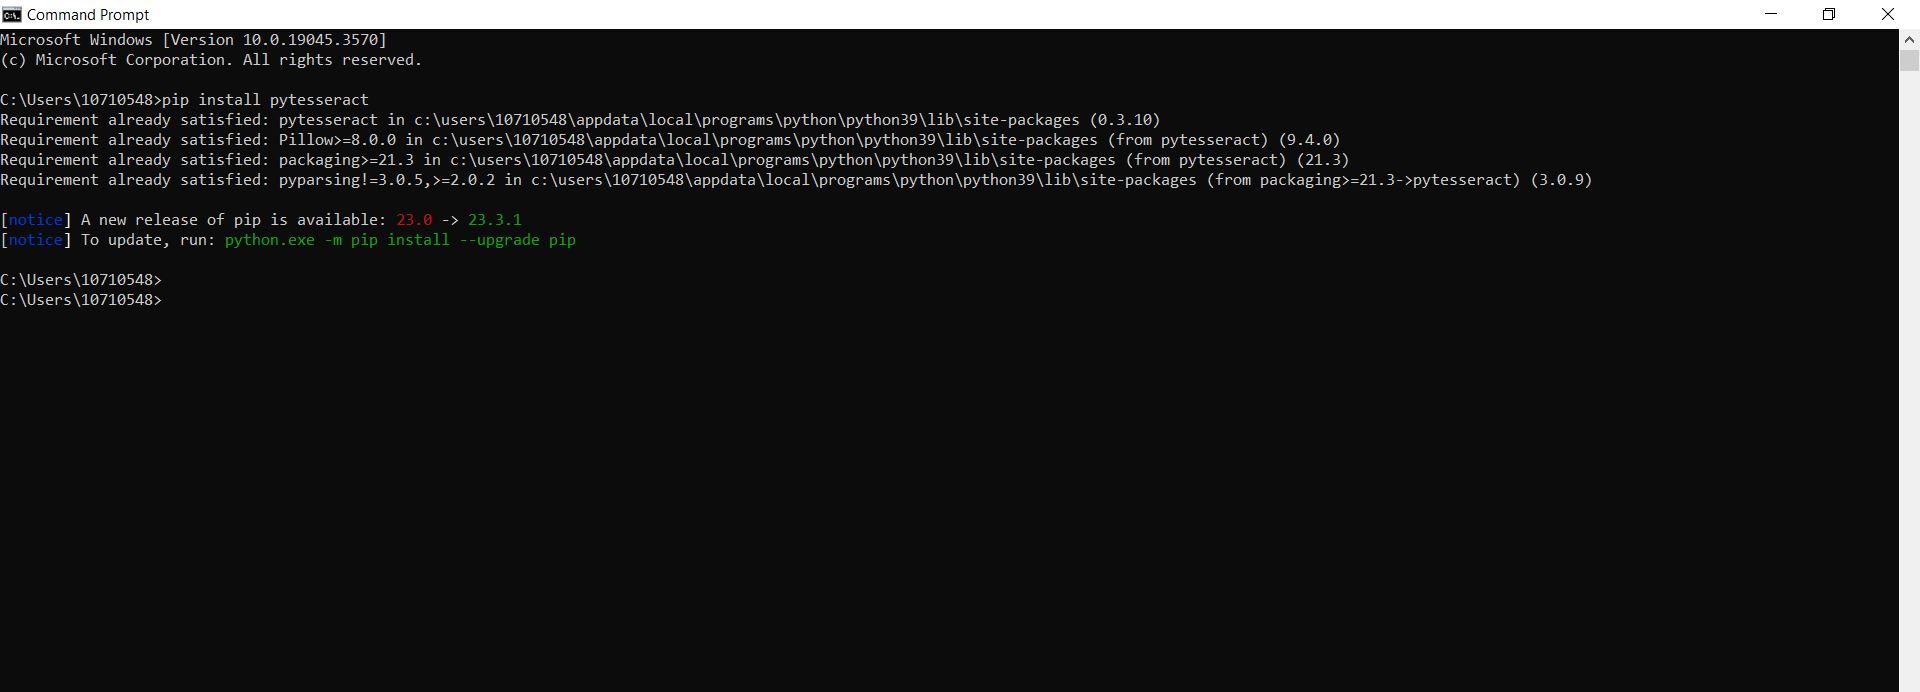 Command Prompt
Microsoft Windows [Version 10.0.19045.3570]
(c) Microsoft Corporation. All rights reserved.
C:\Users\10710548>pip install pytesseract
Requirement already satisfied: pytesseract in c:\users\10710548\appdata\local\programs\python\python39\lib\site-packages (0.3.10)
Requirement already satisfied: Pillow>=8.0.0 in c:\users\10710548\appdata\local\programs\python\python39\lib\site-packages (from pytesseract) (9.4.0)
Requirement already satisfied: packaging>=21.3 in c:\users\10710548\appdata\local\programs\python\python39\lib\site-packages (from pytesseract) (21.3)
Requirement already satisfied: pyparsing!=3.0.5,>=2.0.2 in c:\users\10710548\appdata\local\programs\python\python39\lib\site-packages (from packaging>=21.3->pytesseract) (3.0.9)
[notice] A new release of pip is available: 23.0 -> 23.3.1
[notice] To update, run: python.exe -m pip install --upgrade pip
C:\Users\10710548>
C:\Users\10710548>